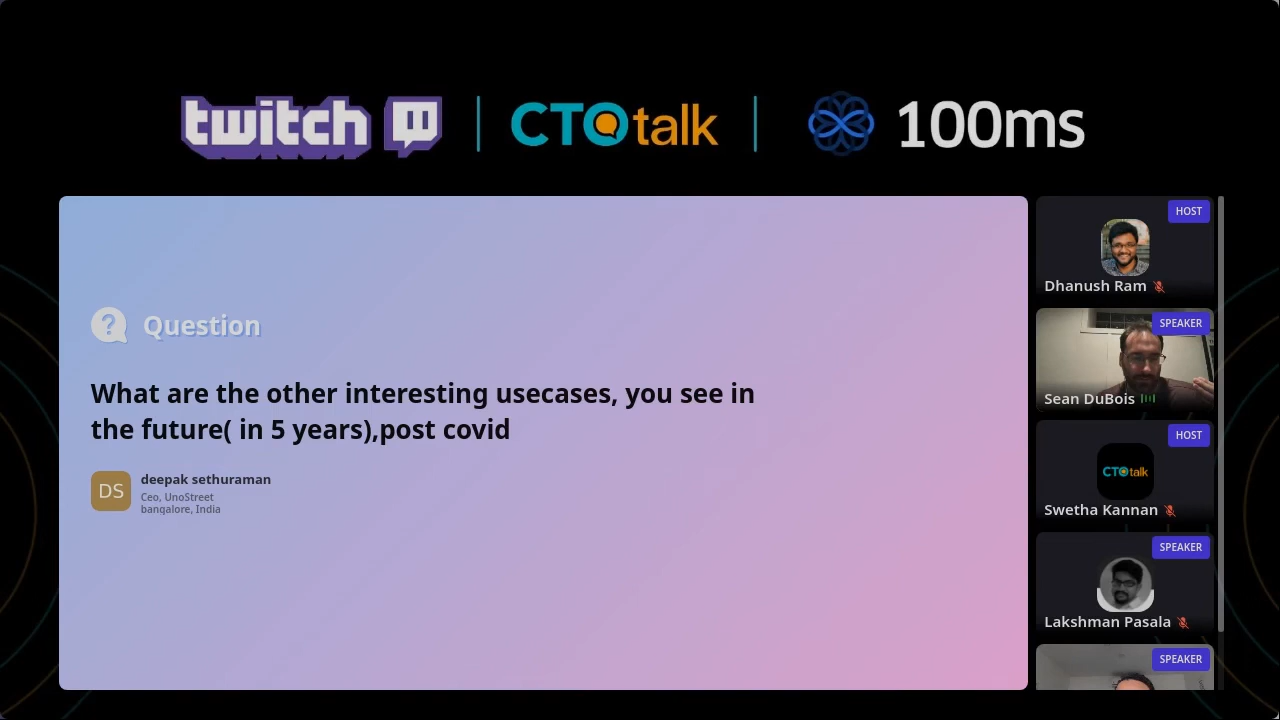 twitch
CTOtalk
100ms
Question
What are the other interesting usecases, you see in
the future( in 5 years),post covid
DS
deepak sethuraman
Ceo, UnoStreet
bangalore, India
HOST
Dhanush Ram
SPEAKER
Sean DuBois
HOST
CTOtalk
Swetha Kannan
SPEAKER
Lakshman Pasala
SPEAKER